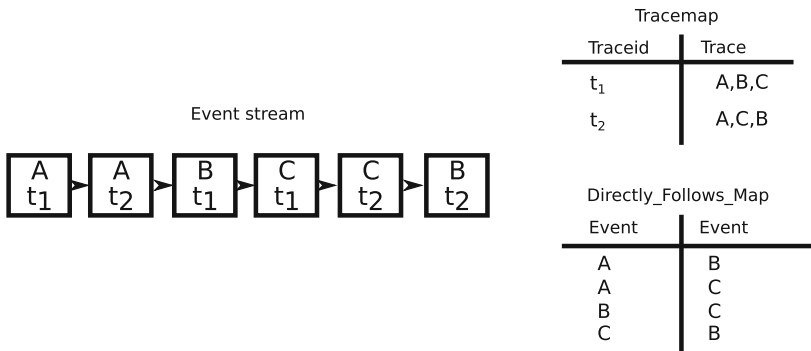 Event stream
A A B C C B
t1 t2 t1 t1 t2 t2
Tracemap
Traceid Trace
t1 A,B,C
t2 A,C,B
Directly_Follows_Map
Event Event
A B
A C
B C
C B